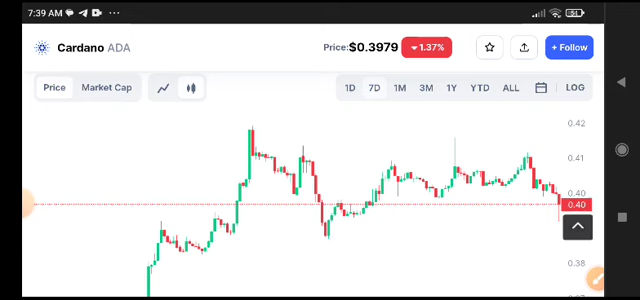 7:39 AM
Cardano ADA
Price: $0.3979 1.37%
+ Follow
Price Market Cap
1D 7D 1M 3M 1Y YTD ALL LOG
0.42
0.41
0.40
0.40
0.38